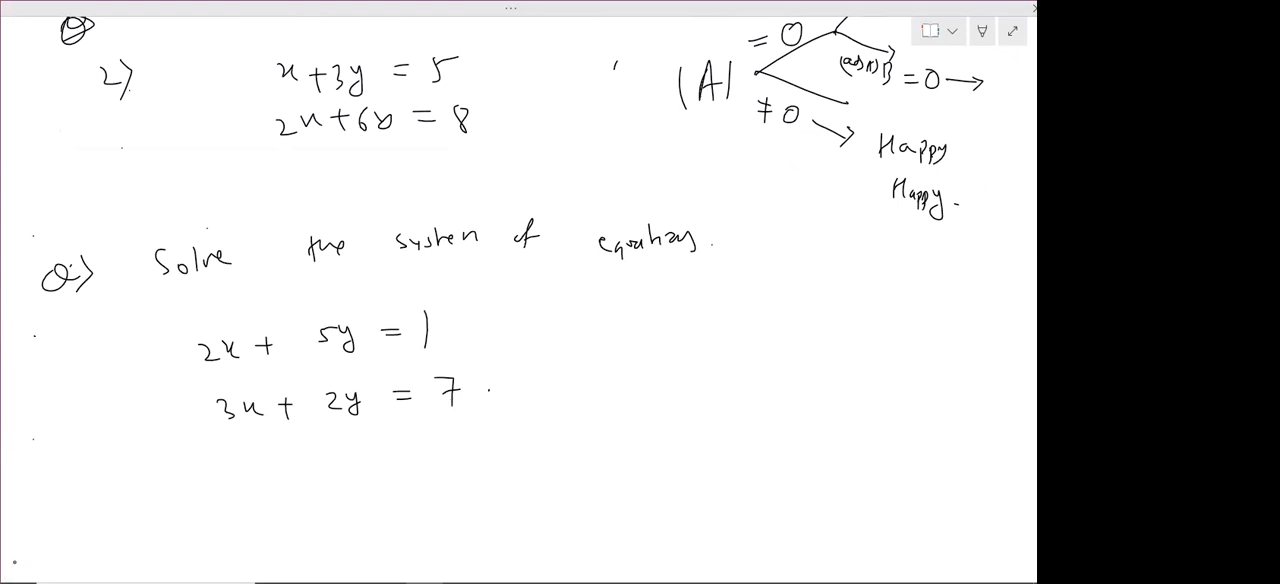 Q
2) x + 3y = 5
2x + 6y = 8
|A| = 0
(adj A) B = 0 →
≠ 0 → Happy
Happy.
Q:) Solve the system of equations.
2x + 5y = 1
3x + 2y = 7.